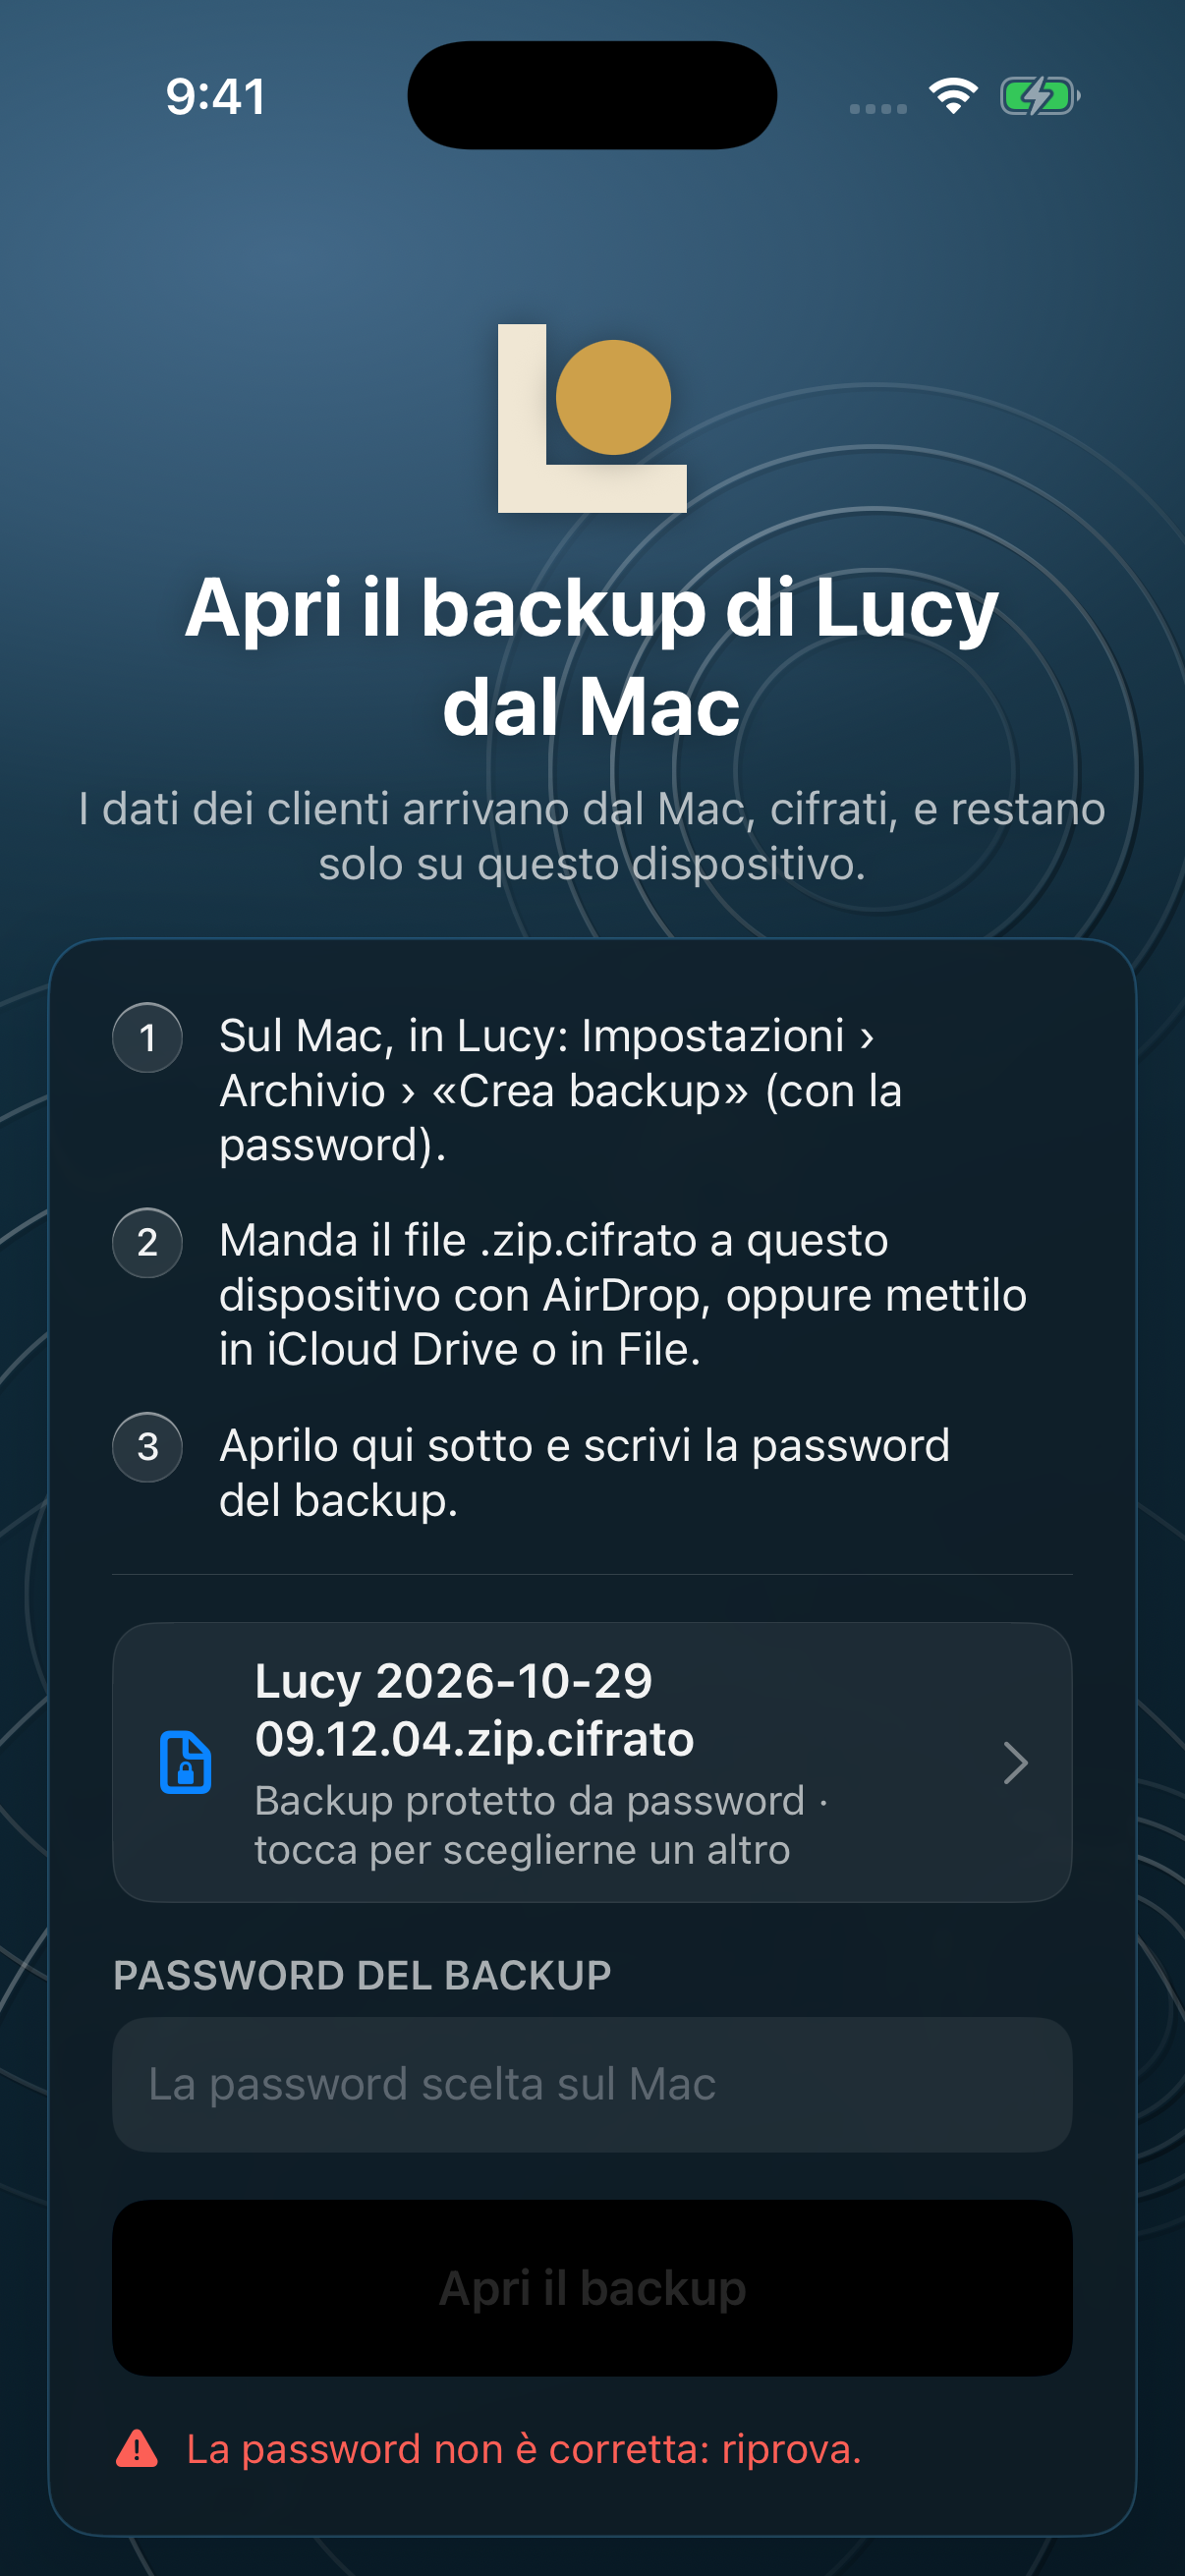 9:41
Apri il backup di Lucy
dal Mac
I dati dei clienti arrivano dal Mac, cifrati, e restano
solo su questo dispositivo.
1
Sul Mac, in Lucy: Impostazioni ›
Archivio › «Crea backup» (con la
password).
2
Manda il file .zip.cifrato a questo
dispositivo con AirDrop, oppure mettilo
in iCloud Drive o in File.
3
Aprilo qui sotto e scrivi la password
del backup.
Lucy 2026-10-29
09.12.04.zip.cifrato
Backup protetto da password ·
tocca per sceglierne un altro
PASSWORD DEL BACKUP
La password scelta sul Mac
Apri il backup
La password non è corretta: riprova.